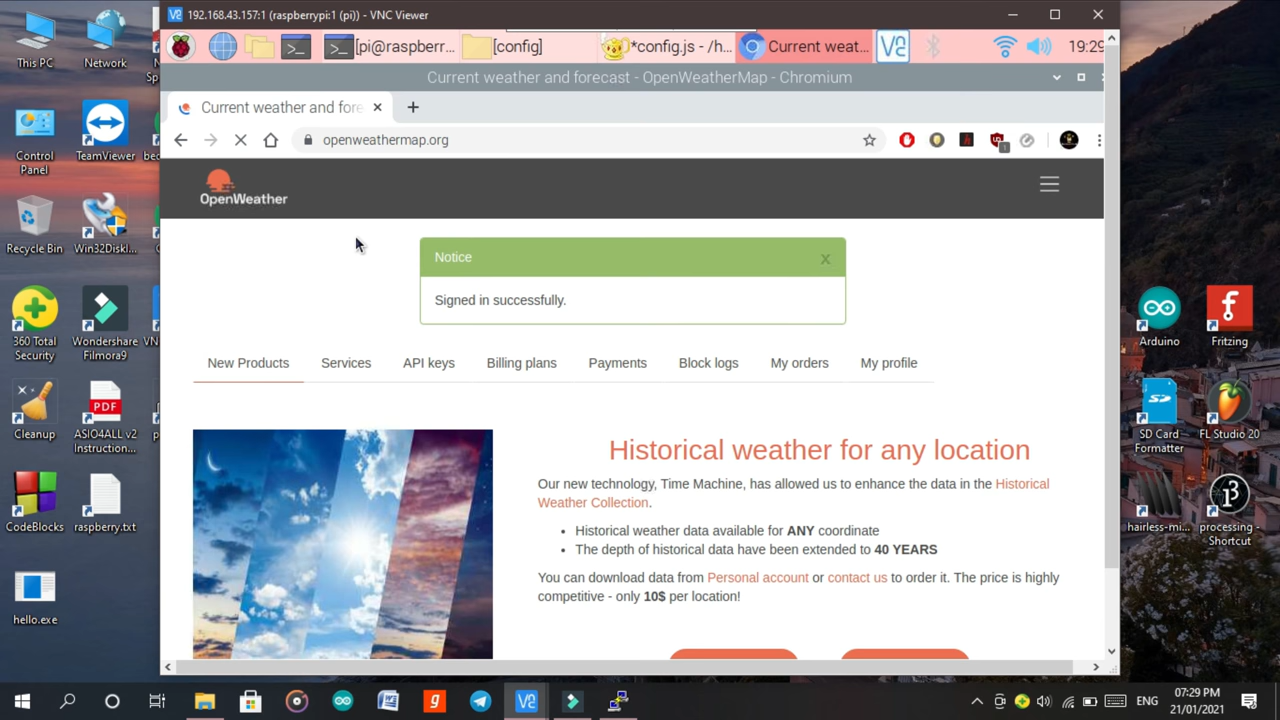 This PC
Network
Control
Panel
TeamViewer
Recycle Bin
Win32Diskl...
360 Total
Security
Wondershare
Filmora9
Cleanup
PDF
ASIO4ALL v2
Instruction...
CodeBlocks
raspberry.txt
hello.exe
192.168.43.157:1 (raspberrypi:1 (pi)) - VNC Viewer
[pi@raspberr...
[config]
*config.js - /h...
Current weat...
19:29
Current weather and forecast - OpenWeatherMap - Chromium
Current weather and fore
openweathermap.org
OpenWeather
Notice
x
Signed in successfully.
New Products
Services
API keys
Billing plans
Payments
Block logs
My orders
My profile
Historical weather for any location
Our new technology, Time Machine, has allowed us to enhance the data in the Historical
Weather Collection.
• Historical weather data available for ANY coordinate
• The depth of historical data have been extended to 40 YEARS
You can download data from Personal account or contact us to order it. The price is highly
competitive - only 10$ per location!
Arduino
Fritzing
SD Card
Formatter
FL Studio 20
hairless-mi...
processing -
Shortcut
ENG
07:29 PM
21/01/2021